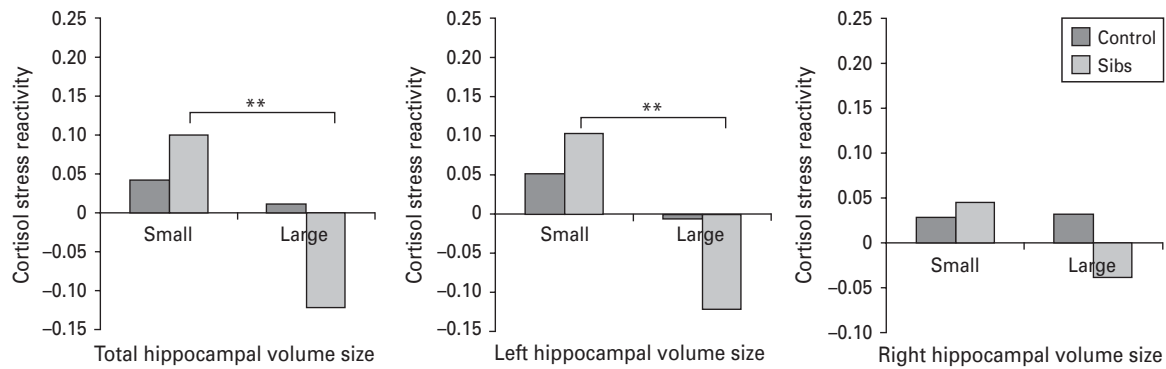 Cortisol stress reactivity
0.25
0.20
0.15
0.10
0.05
0
−0.05
−0.10
−0.15
**
Small
Large
Total hippocampal volume size
Cortisol stress reactivity
0.25
0.20
0.15
0.10
0.05
0
−0.05
−0.10
−0.15
**
Small
Large
Left hippocampal volume size
Cortisol stress reactivity
0.25
0.20
0.15
0.10
0.05
0
−0.05
−0.10
Small
Large
Right hippocampal volume size
Control
Sibs